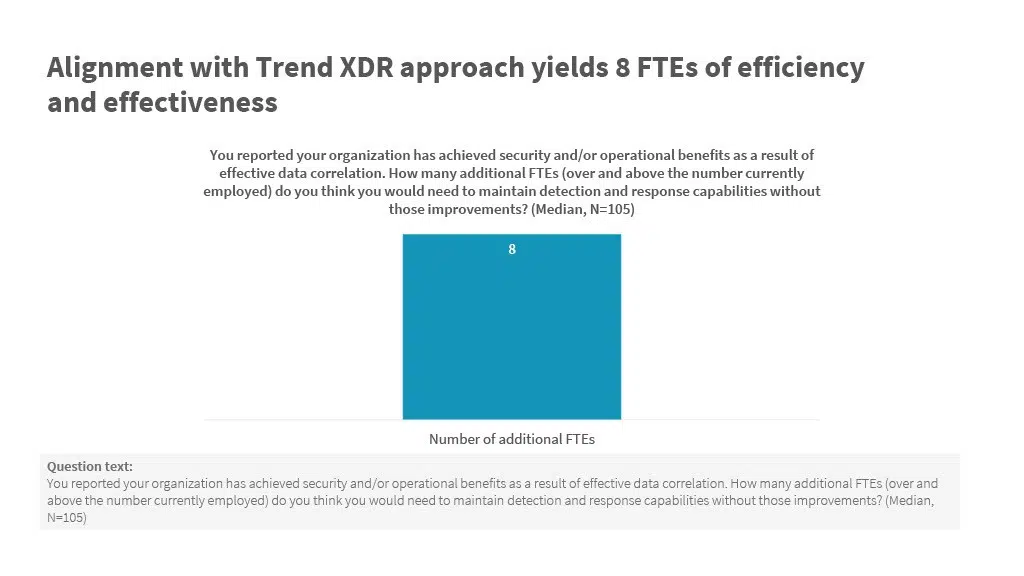 Alignment with Trend XDR approach yields 8 FTEs of efficiency
and effectiveness
You reported your organization has achieved security and/or operational benefits as a result of
effective data correlation. How many additional FTEs (over and above the number currently
employed) do you think you would need to maintain detection and response capabilities without
those improvements? (Median, N=105)
8
Number of additional FTEs
Question text:
You reported your organization has achieved security and/or operational benefits as a result of effective data correlation. How many additional FTEs (over and
above the number currently employed) do you think you would need to maintain detection and response capabilities without those improvements? (Median,
N=105)